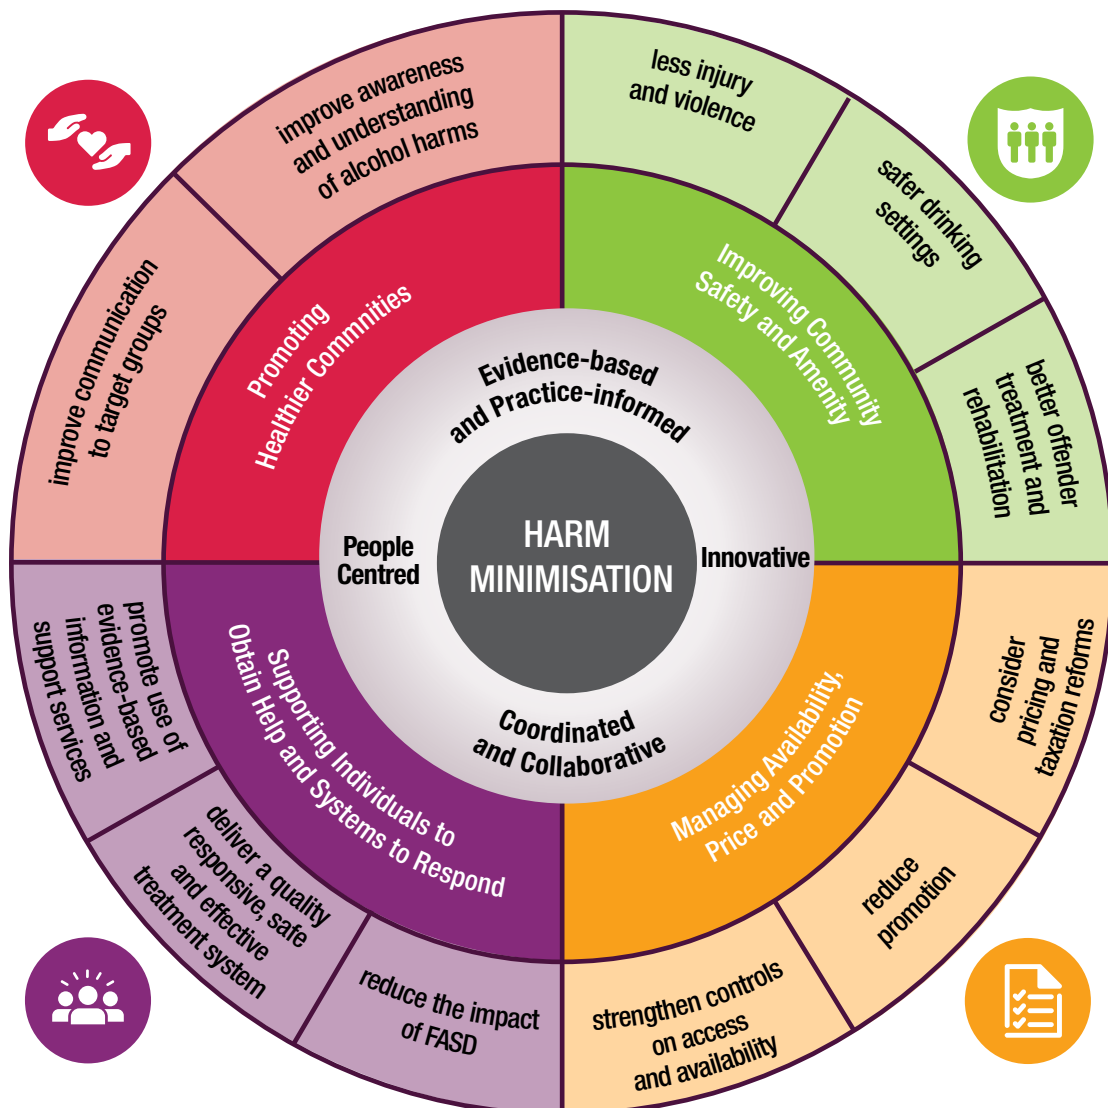 improve awareness
and understanding
of alcohol harms
less injury
and violence
safer drinking
settings
better offender
treatment and
rehabilitation
improve communication
to target groups
Promoting
Healthier Commnities
Improving Community
Safety and Amenity
Evidence-based
and Practice-informed
People
Centred
HARM
MINIMISATION
Innovative
Coordinated
and Collaborative
Supporting Individuals to
Obtain Help and Systems to Respond
Managing Availability,
Price and Promotion
promote use of
evidence-based
information and
support services
deliver a quality
responsive, safe
and effective
treatment system
reduce the impact
of FASD
strengthen controls
on access
and availability
reduce
promotion
consider
pricing and
taxation reforms